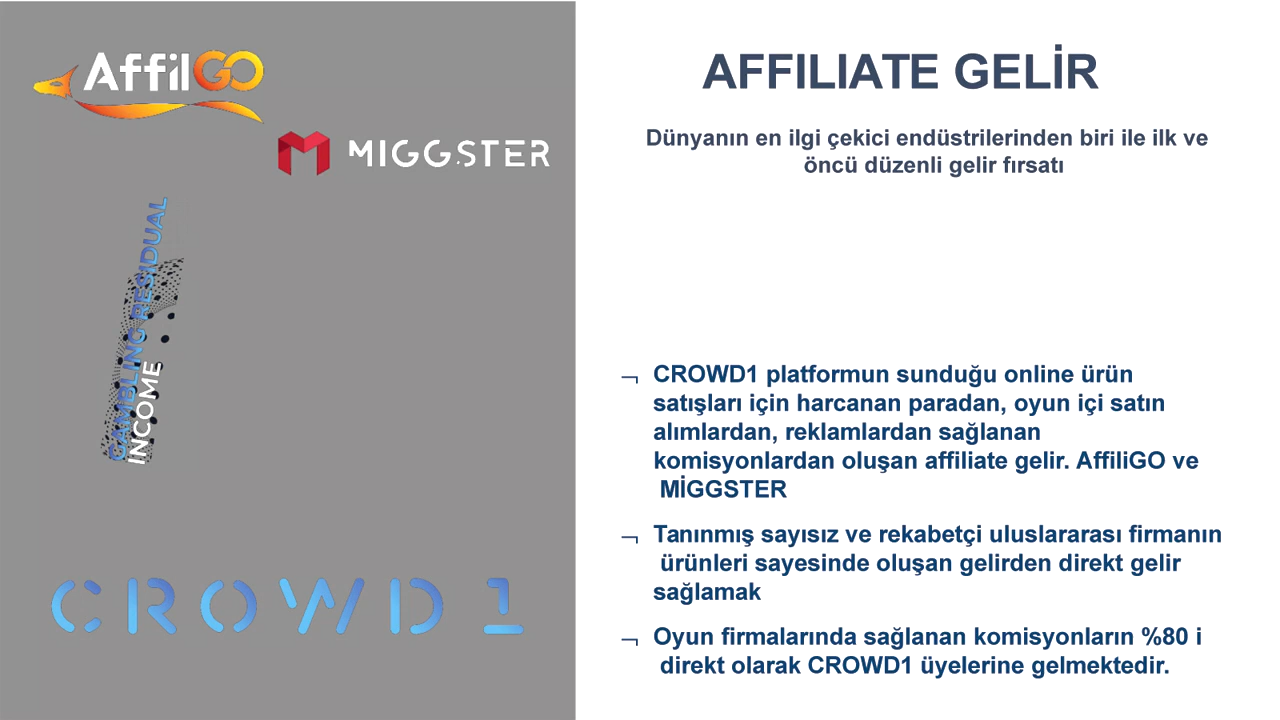 AffilGO
MIGGSTER
GAMBLING RESIDUAL
INCOME
CROWD1
AFFILIATE GELİR
Dünyanın en ilgi çekici endüstrilerinden biri ile ilk ve
öncü düzenli gelir fırsatı
¬ CROWD1 platformun sunduğu online ürün
satışları için harcanan paradan, oyun içi satın
alımlardan, reklamlardan sağlanan
komisyonlardan oluşan affiliate gelir. AffiliGO ve
MİGGSTER
¬ Tanınmış sayısız ve rekabetçi uluslararası firmanın
ürünleri sayesinde oluşan gelirden direkt gelir
sağlamak
¬ Oyun firmalarında sağlanan komisyonların %80 i
direkt olarak CROWD1 üyelerine gelmektedir.